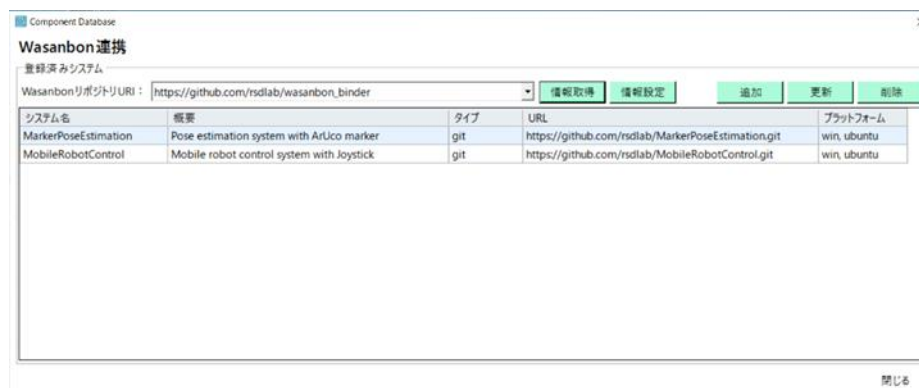 Component Database
Wasanbon連携
登録済みシステム
WasanbonリポジトリURI： https://github.com/rsdlab/wasanbon_binder 情報取得 情報設定 追加 更新 削除
システム名 概要 タイプ URL プラットフォーム
MarkerPoseEstimation Pose estimation system with ArUco marker git https://github.com/rsdlab/MarkerPoseEstimation.git win, ubuntu
MobileRobotControl Mobile robot control system with Joystick git https://github.com/rsdlab/MobileRobotControl.git win, ubuntu
閉じる